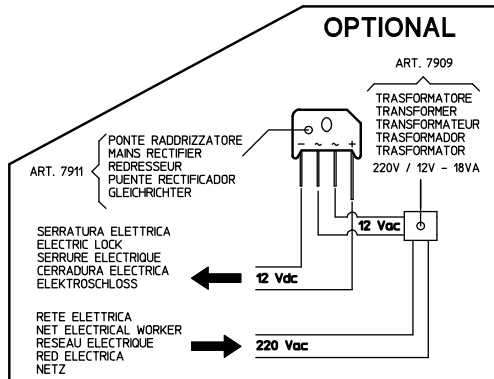 OPTIONAL
ART. 7909
TRASFORMATORE
TRANSFORMER
TRANSFORMATEUR
TRASFORMADOR
TRASFORMATOR
220V / 12V - 18VA
ART. 7911
PONTE RADDRIZZATORE
MAINS RECTIFIER
REDRESSEUR
PUENTE RECTIFICADOR
GLEICHRICHTER
- ~ ~ +
12 Vac
SERRATURA ELETTRICA
ELECTRIC LOCK
SERRURE ELECTRIQUE
CERRADURA ELECTRICA
ELEKTROSCHLOSS
12 Vdc
RETE ELETTRICA
NET ELECTRICAL WORKER
RESEAU ELECTRIQUE
RED ELECTRICA
NETZ
220 Vac